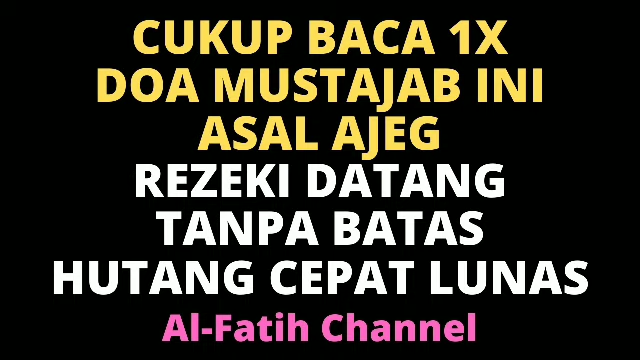 CUKUP BACA 1X
DOA MUSTAJAB INI
ASAL AJEG
REZEKI DATANG
TANPA BATAS
HUTANG CEPAT LUNAS
Al-Fatih Channel